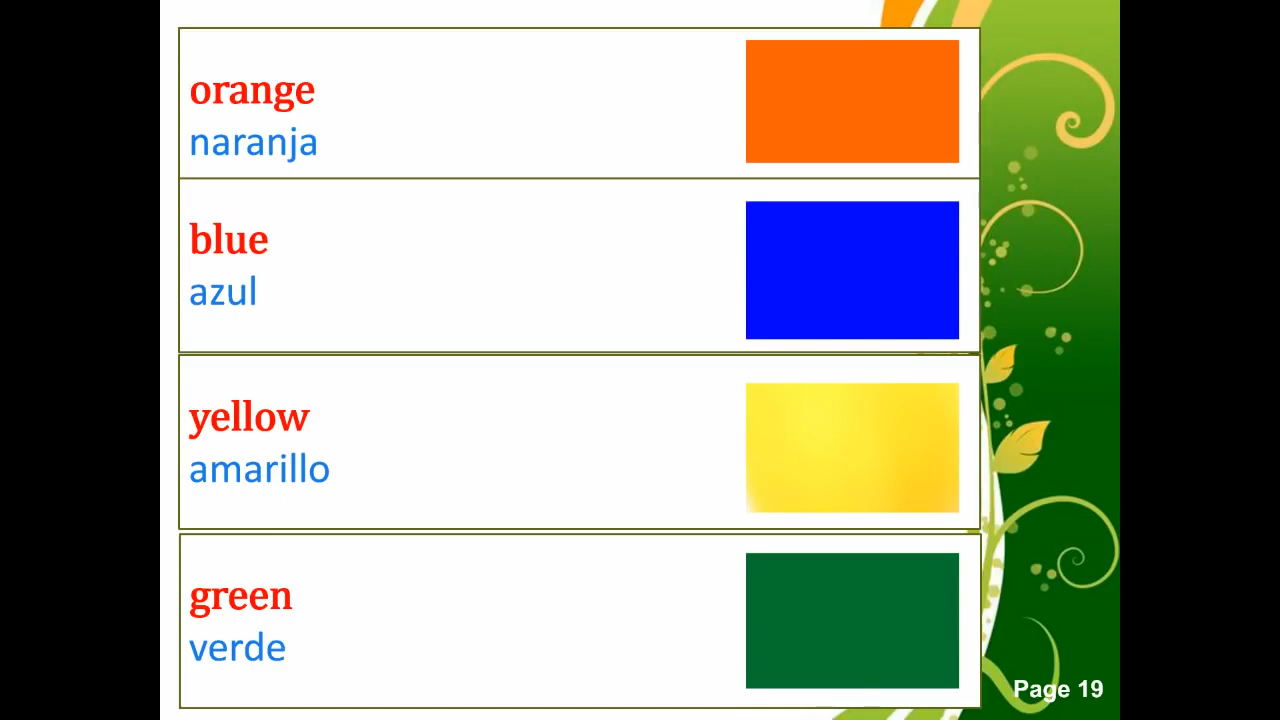 orange
naranja
blue
azul
yellow
amarillo
green
verde
Page 19